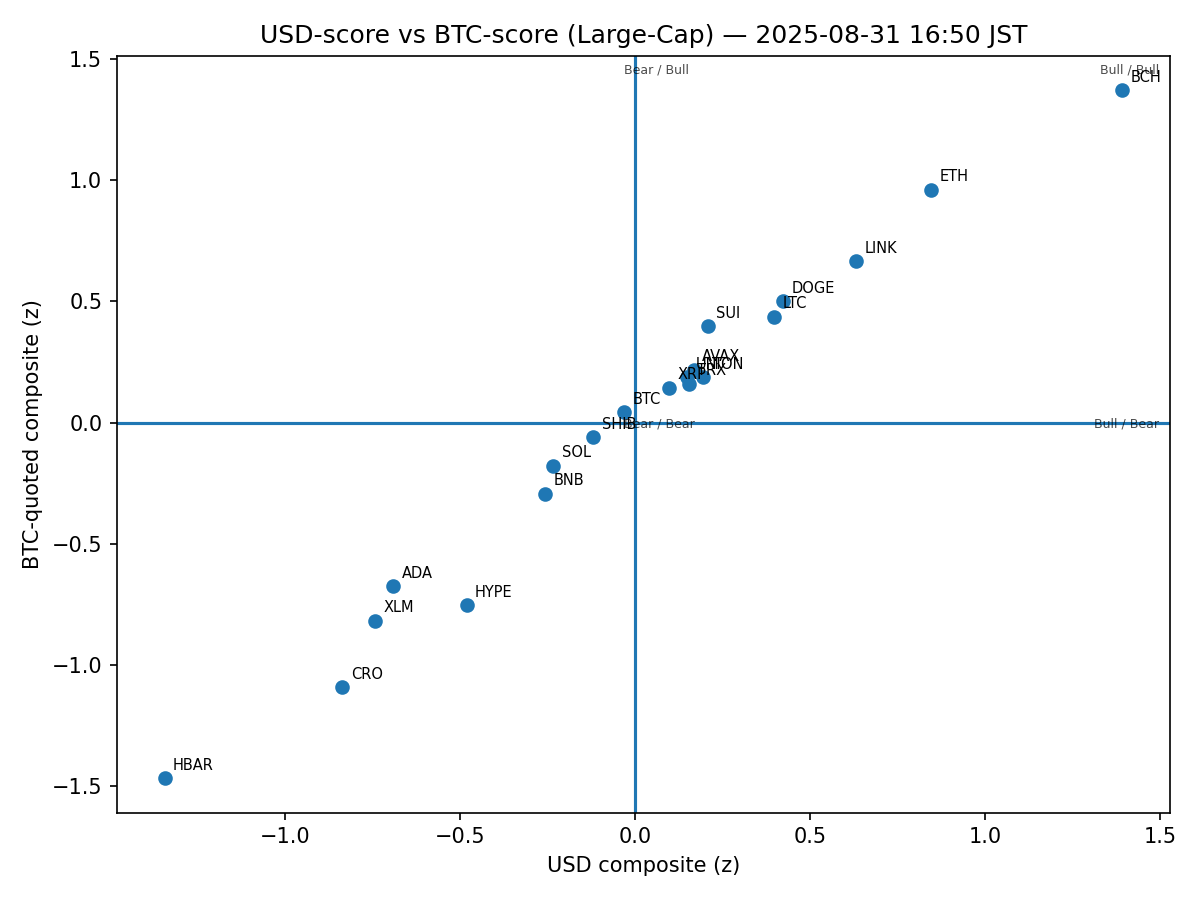 USD-score vs BTC-score (Large-Cap) — 2025-08-31 16:50 JST
1.5
1.0
0.5
0.0
−0.5
−1.0
−1.5
BTC-quoted composite (z)
Bear / Bull
Bull / Bull
BCH
ETH
LINK
DOGE
LTC
SUI
AVAX
TON
TRX
XRP
BTC
SHIB
Bear / Bear
Bull / Bear
SOL
BNB
ADA
HYPE
XLM
CRO
HBAR
−1.0
−0.5
0.0
0.5
1.0
1.5
USD composite (z)